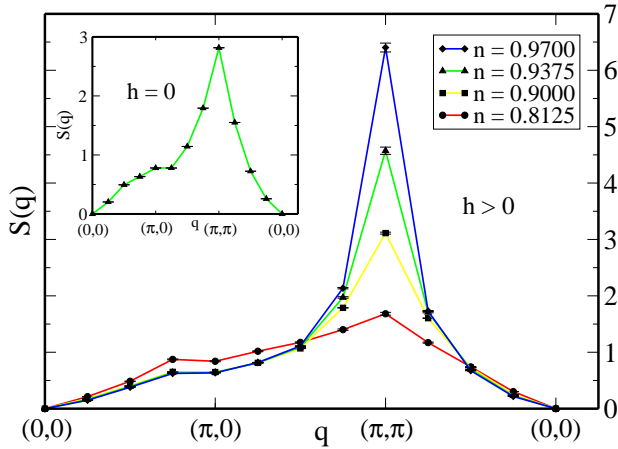 7
6
5
4
3
2
1
0
S(q)
(0,0)
(π,0)
q
(π,π)
(0,0)
h > 0
n = 0.9700
n = 0.9375
n = 0.9000
n = 0.8125
3
2
1
0
S(q)
h = 0
(0,0)
(π,0)
q
(π,π)
(0,0)